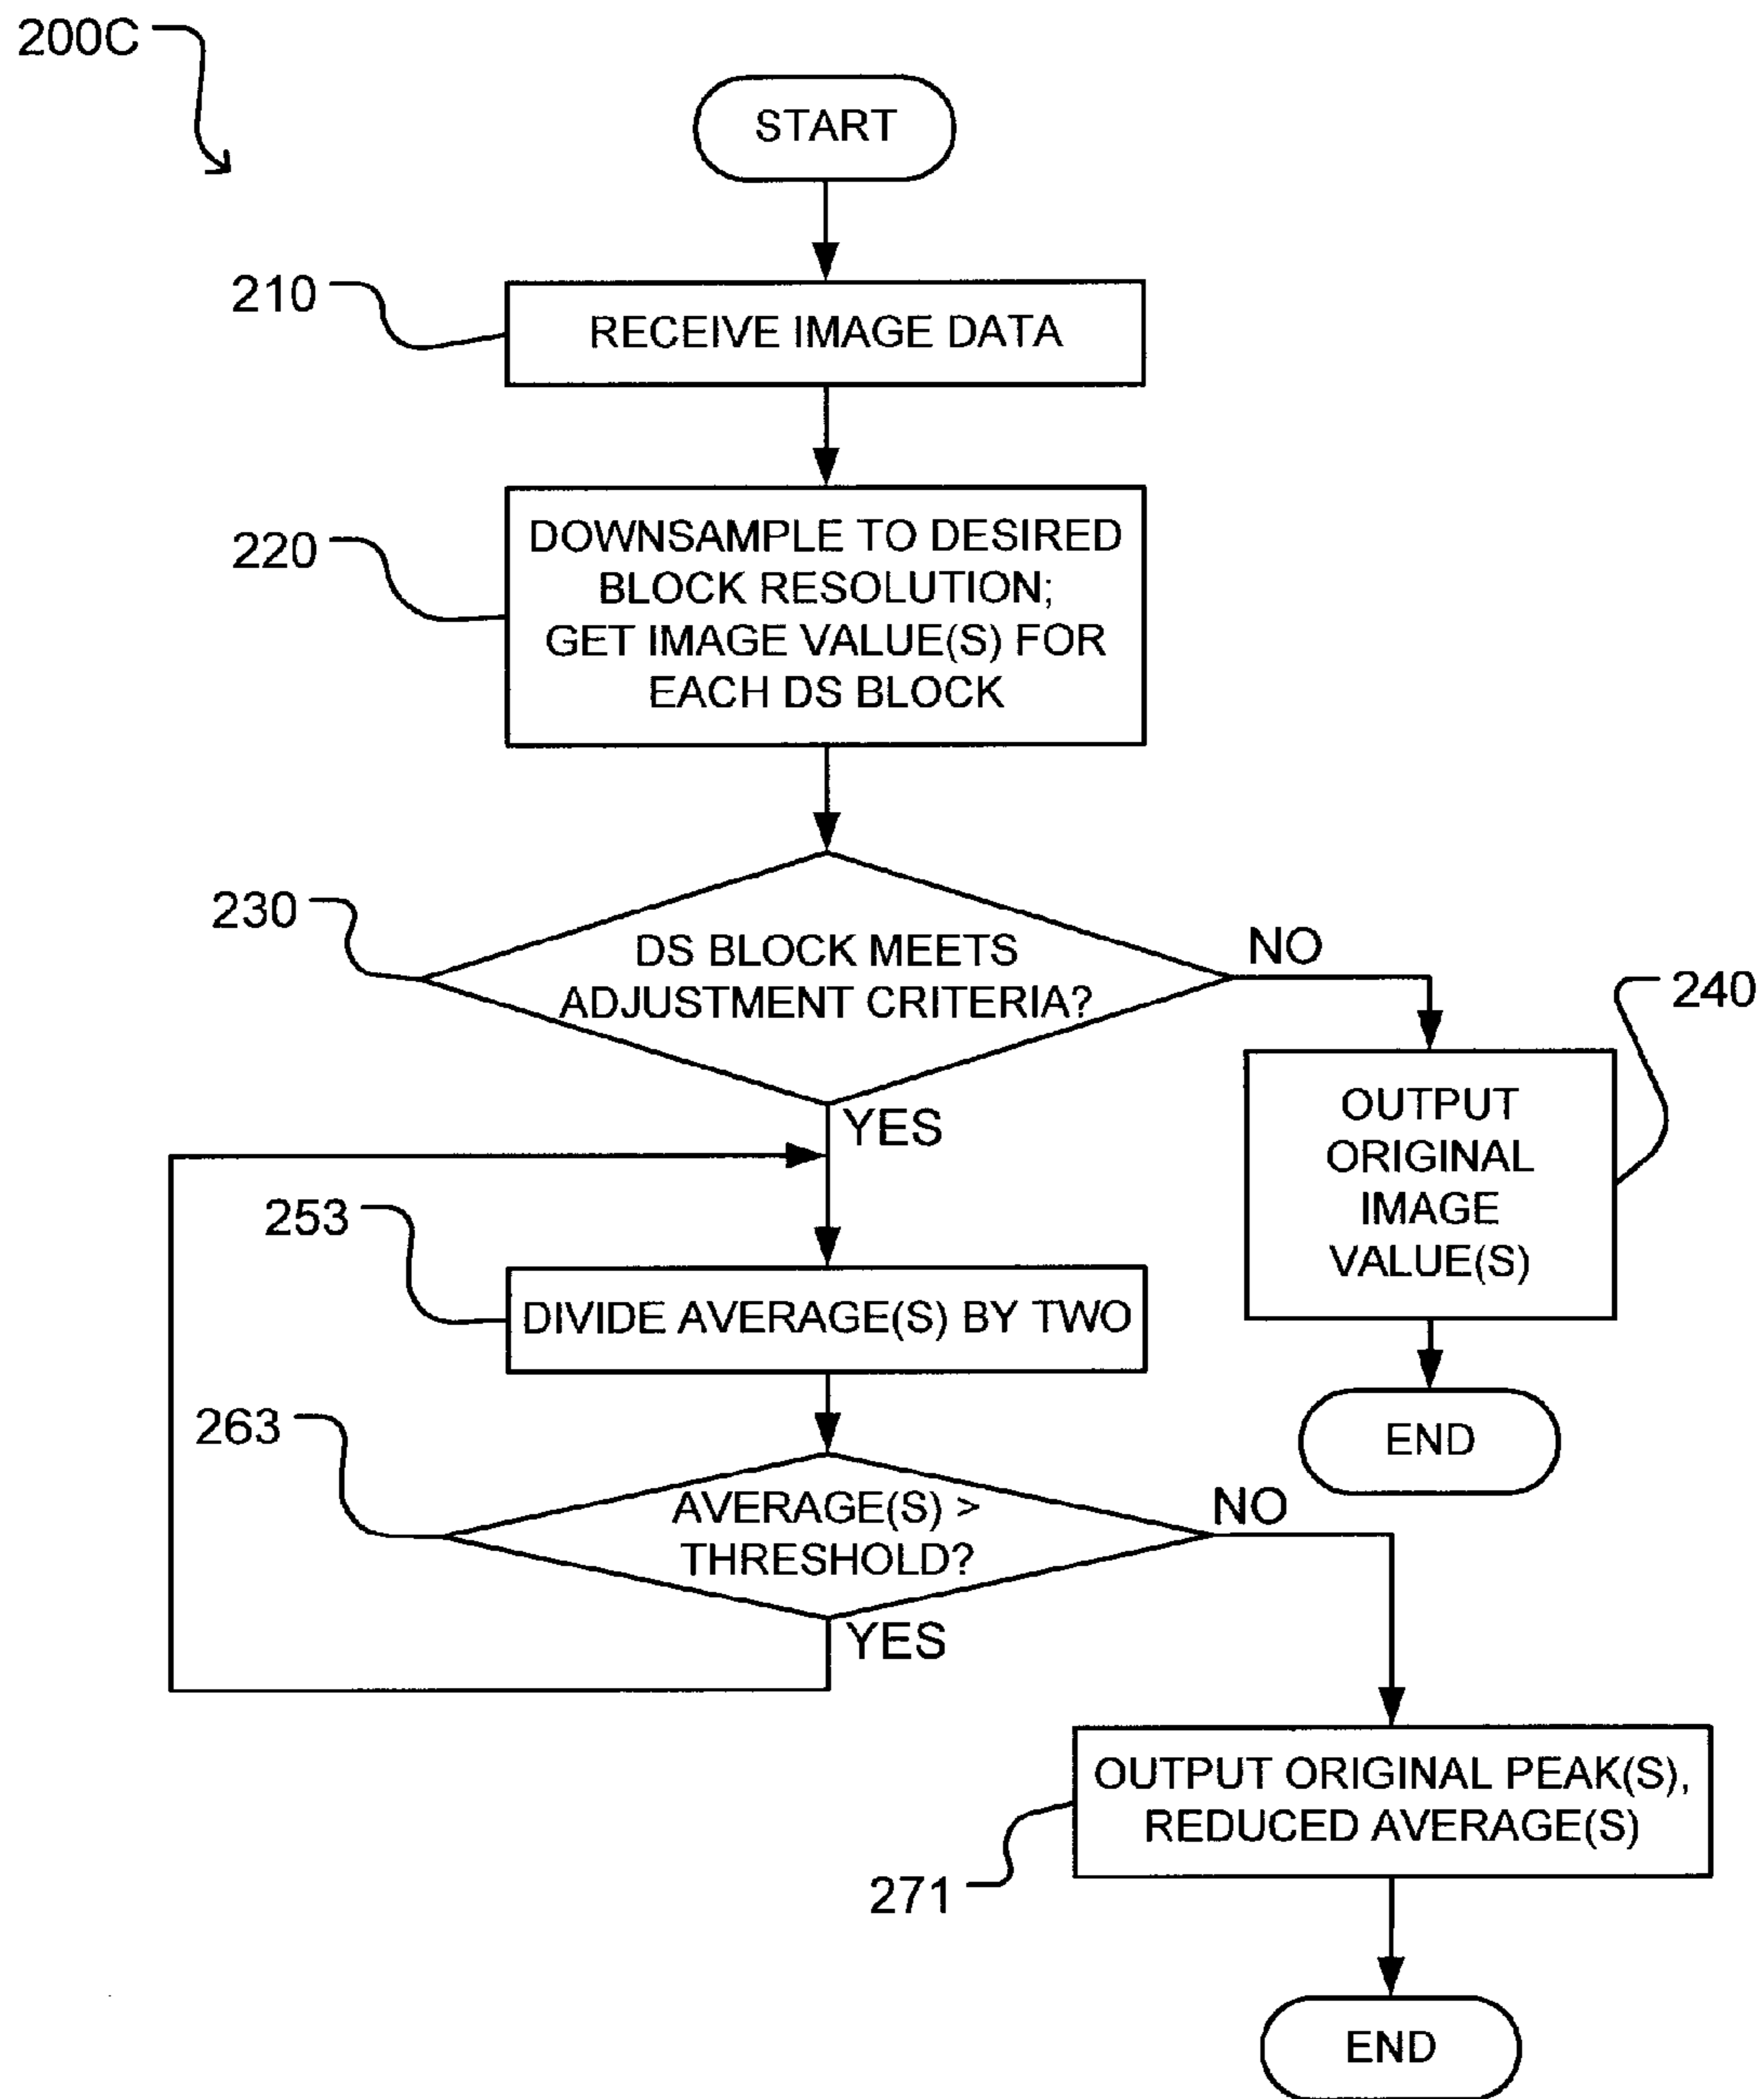 200C
START
210
RECEIVE IMAGE DATA
220
DOWNSAMPLE TO DESIRED
BLOCK RESOLUTION;
GET IMAGE VALUE(S) FOR
EACH DS BLOCK
230
DS BLOCK MEETS
ADJUSTMENT CRITERIA?
NO
240
YES
OUTPUT
ORIGINAL
IMAGE
VALUE(S)
253
DIVIDE AVERAGE(S) BY TWO
END
263
AVERAGE(S) >
THRESHOLD?
NO
YES
OUTPUT ORIGINAL PEAK(S),
REDUCED AVERAGE(S)
271
END